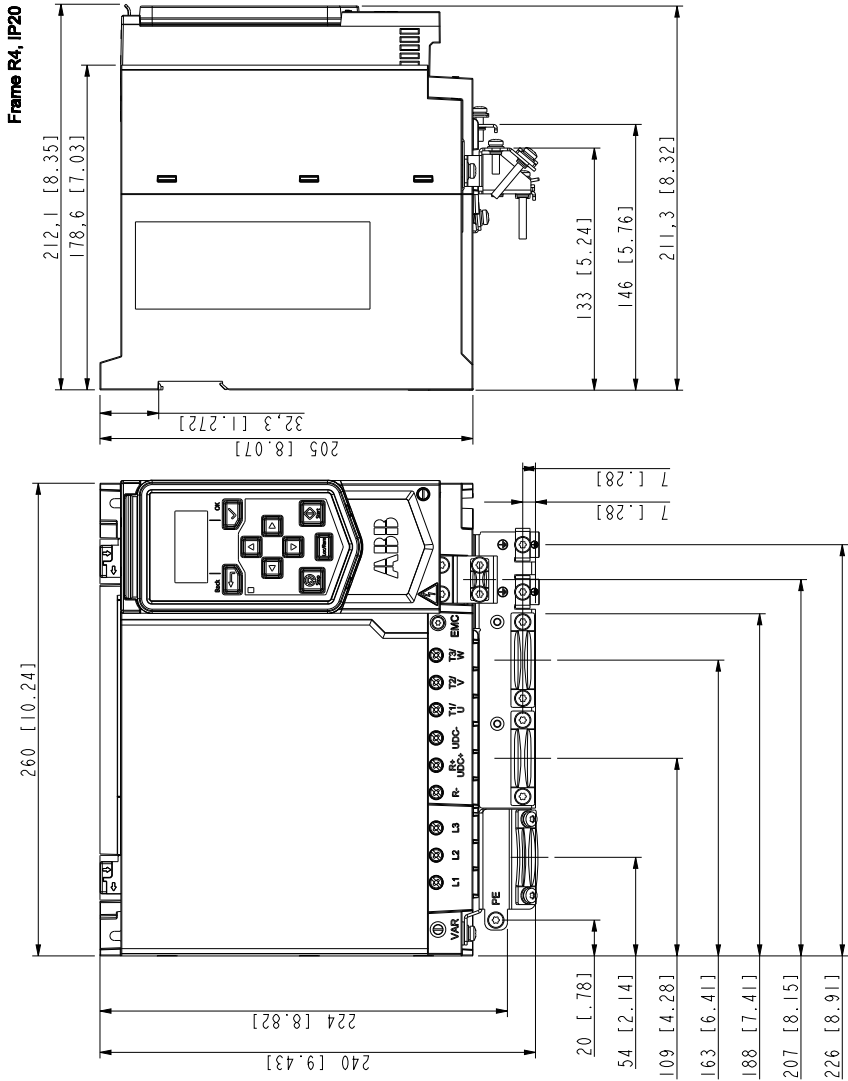 Frame R4, IP20
212,1 [8.35]
178,6 [7.03]
133 [5.24]
146 [5.76]
211,3 [8.32]
32,3 [1.272]
205 [8.07]
7 [.28]
7 [.28]
260 [10.24]
OK
Back
ABB
EMC
T3/
W
T2/
V
T1/
U
UDC-
R+
UDC+
R-
L3
L2
L1
VAR
PE
224 [8.82]
240 [9.43]
20 [.78]
54 [2.14]
109 [4.28]
163 [6.41]
188 [7.41]
207 [8.15]
226 [8.91]